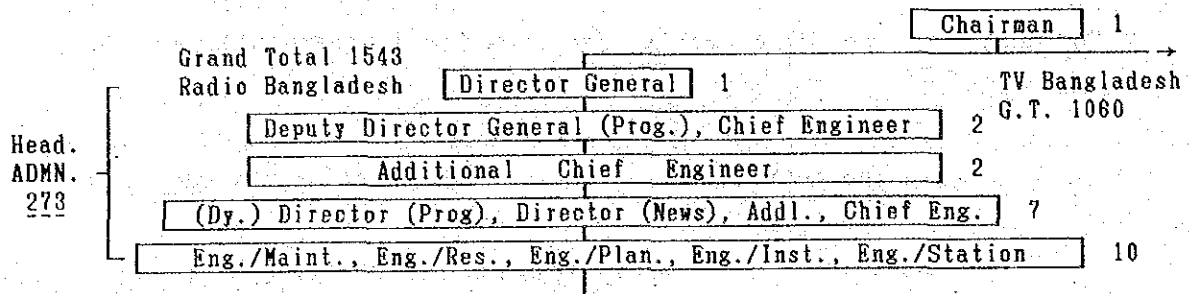 Chairman 1
Grand Total 1543
Radio Bangladesh Director General 1 TV Bangladesh
G.T. 1060
Deputy Director General (Prog.), Chief Engineer 2
Head.
ADMN.
273
Additional Chief Engineer 2
(Dy.) Director (Prog), Director (News), Addl., Chief Eng. 7
Eng./Maint., Eng./Res., Eng./Plan., Eng./Inst., Eng./Station 10